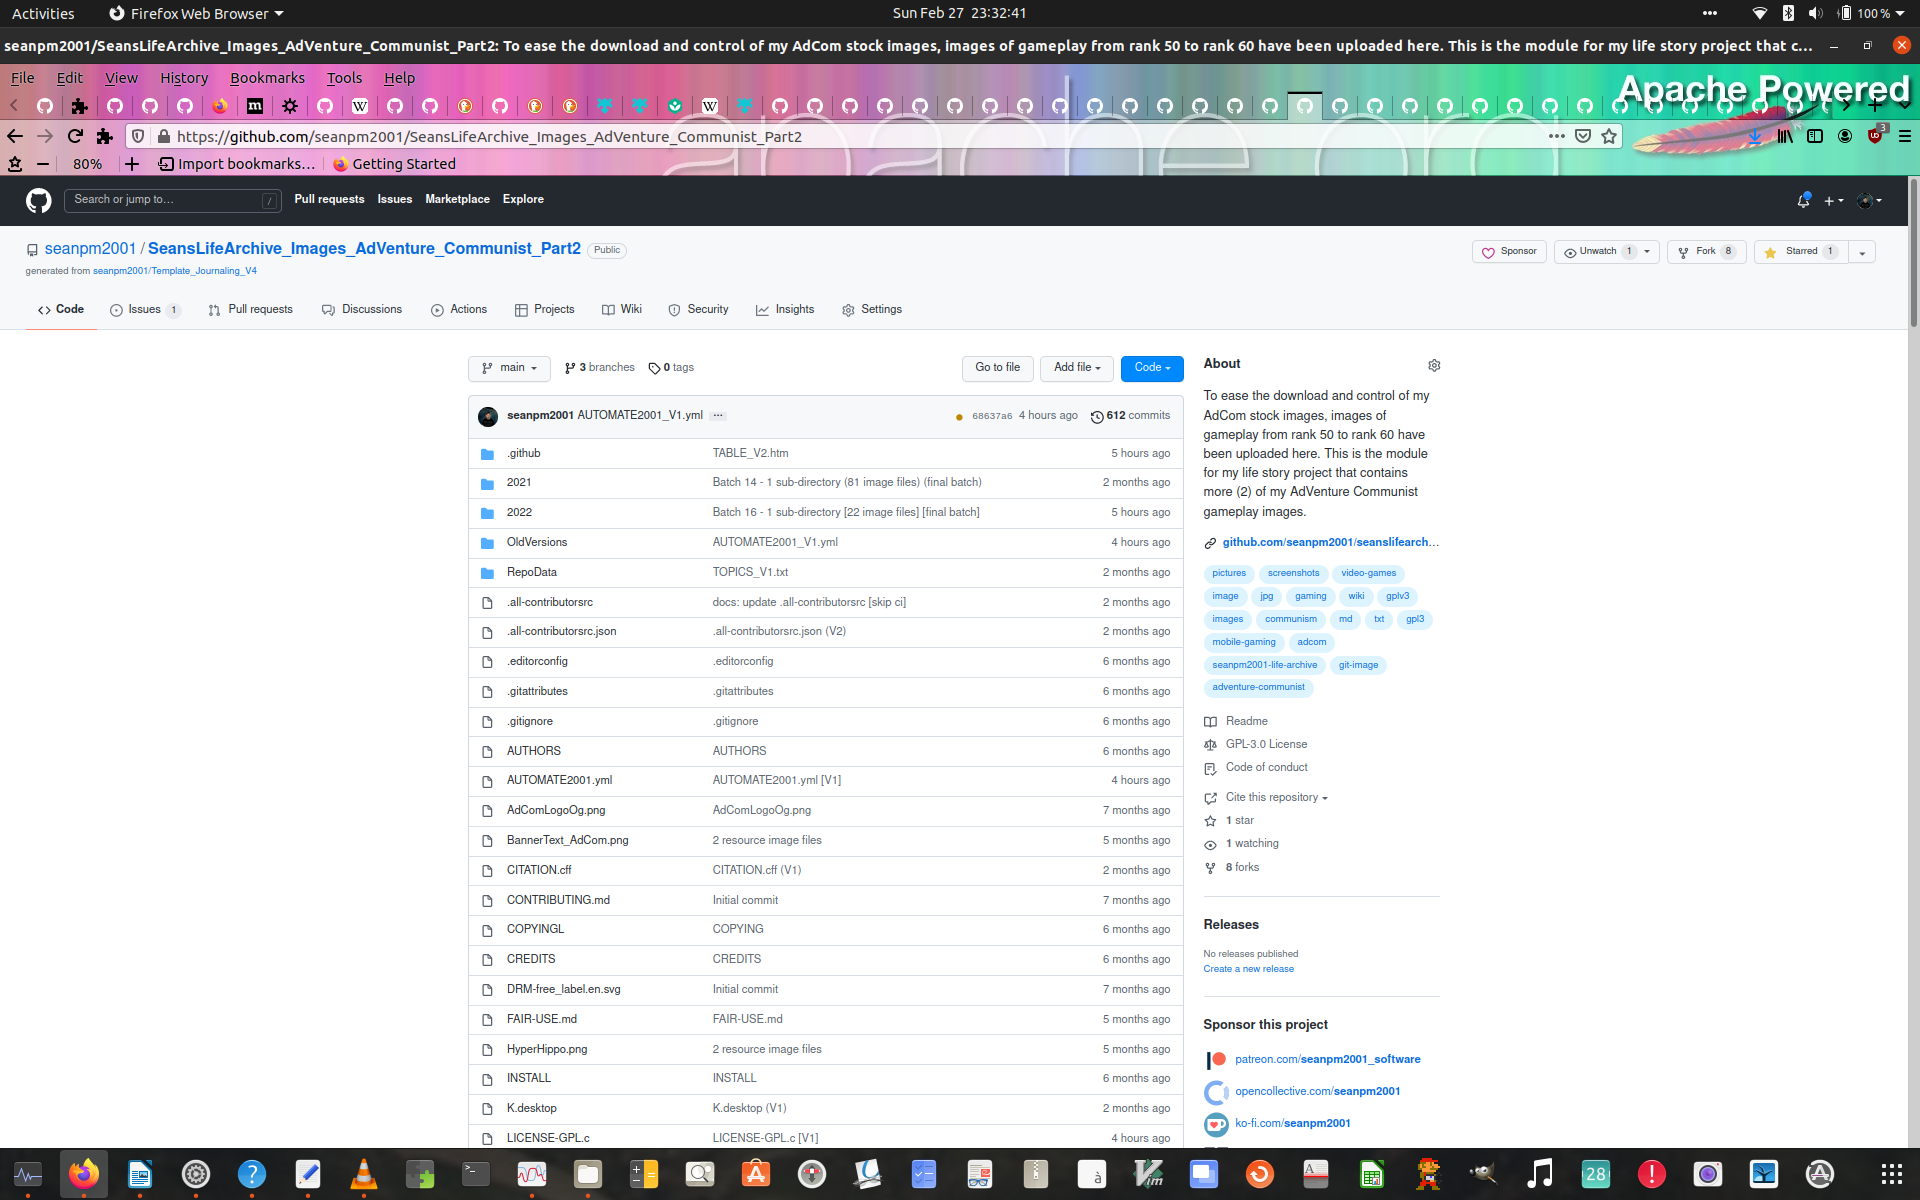 Activities Firefox Web Browser Sun Feb 27 23:32:41 100 %
seanpm2001/SeansLifeArchive_Images_AdVenture_Communist_Part2: To ease the download and control of my AdCom stock images, images of gameplay from rank 50 to rank 60 have been uploaded here. This is the module for my life story project that c...
File Edit View History Bookmarks Tools Help
Apache Powered
https://github.com/seanpm2001/SeansLifeArchive_Images_AdVenture_Communist_Part2 3
80% Import bookmarks... Getting Started
Search or jump to... / Pull requests Issues Marketplace Explore
seanpm2001 / SeansLifeArchive_Images_AdVenture_Communist_Part2 Public
Sponsor Unwatch 1 Fork 8 Starred 1
generated from seanpm2001/Template_Journaling_V4
Code Issues 1 Pull requests Discussions Actions Projects Wiki Security Insights Settings
main 3 branches 0 tags Go to file Add file Code
seanpm2001 AUTOMATE2001_V1.yml ... 68637a6 4 hours ago 612 commits
.github TABLE_V2.htm 5 hours ago
2021 Batch 14 - 1 sub-directory (81 image files) (final batch) 2 months ago
2022 Batch 16 - 1 sub-directory [22 image files] [final batch] 5 hours ago
OldVersions AUTOMATE2001_V1.yml 4 hours ago
RepoData TOPICS_V1.txt 2 months ago
.all-contributorsrc docs: update .all-contributorsrc [skip ci] 2 months ago
.all-contributorsrc.json .all-contributorsrc.json (V2) 2 months ago
.editorconfig .editorconfig 6 months ago
.gitattributes .gitattributes 6 months ago
.gitignore .gitignore 6 months ago
AUTHORS AUTHORS 6 months ago
AUTOMATE2001.yml AUTOMATE2001.yml [V1] 4 hours ago
AdComLogoOg.png AdComLogoOg.png 7 months ago
BannerText_AdCom.png 2 resource image files 5 months ago
CITATION.cff CITATION.cff (V1) 2 months ago
CONTRIBUTING.md Initial commit 7 months ago
COPYINGL COPYING 6 months ago
CREDITS CREDITS 6 months ago
DRM-free_label.en.svg Initial commit 7 months ago
FAIR-USE.md FAIR-USE.md 5 months ago
HyperHippo.png 2 resource image files 5 months ago
INSTALL INSTALL 6 months ago
K.desktop K.desktop (V1) 2 months ago
LICENSE-GPL.c LICENSE-GPL.c [V1] 4 hours ago
About
To ease the download and control of my
AdCom stock images, images of
gameplay from rank 50 to rank 60 have
been uploaded here. This is the module
for my life story project that contains
more (2) of my AdVenture Communist
gameplay images.
github.com/seanpm2001/seanslifearch...
pictures screenshots video-games
image jpg gaming wiki gplv3
images communism md txt gpl3
mobile-gaming adcom
seanpm2001-life-archive git-image
adventure-communist
Readme
GPL-3.0 License
Code of conduct
Cite this repository
1 star
1 watching
8 forks
Releases
No releases published
Create a new release
Sponsor this project
patreon.com/seanpm2001_software
opencollective.com/seanpm2001
ko-fi.com/seanpm2001
28